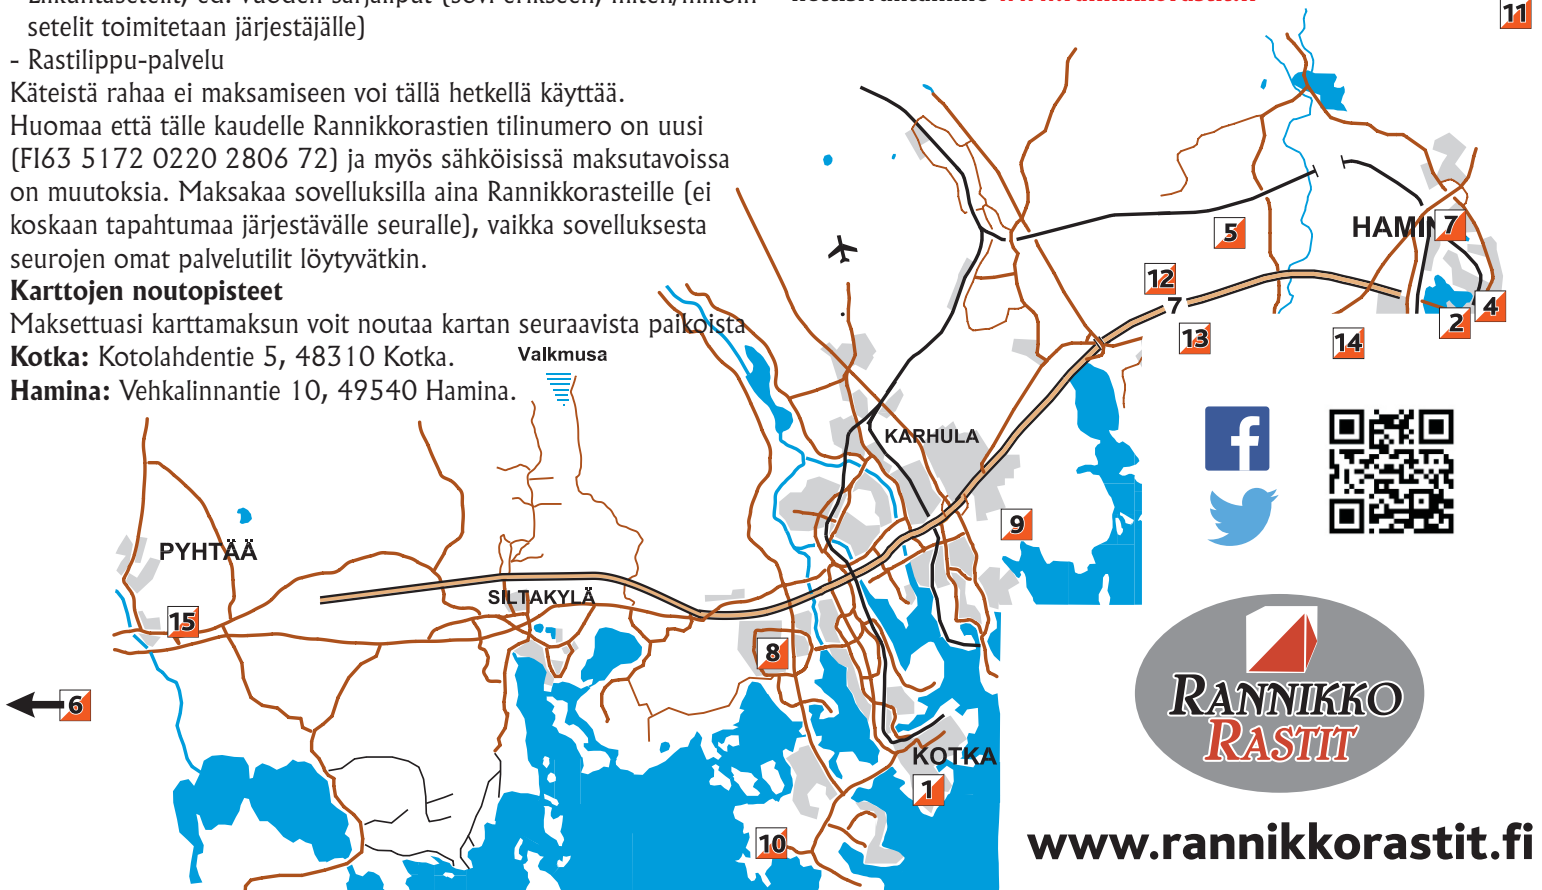 setelit toimitetaan järjestäjälle)
- Rastilippu-palvelu
Käteistä rahaa ei maksamiseen voi tällä hetkellä käyttää.
Huomaa että tälle kaudelle Rannikkorastien tilinumero on uusi
(FI63 5172 0220 2806 72) ja myös sähköisissä maksutavoissa
on muutoksia. Maksakaa sovelluksilla aina Rannikkorasteille (ei
koskaan tapahtumaa järjestävälle seuralle), vaikka sovelluksesta
seurojen omat palvelutilit löytyvätkin.
Karttojen noutopisteet
Maksettuasi karttamaksun voit noutaa kartan seuraavista paikoista
Kotka: Kotolahdentie 5, 48310 Kotka.
Hamina: Vehkalinnantie 10, 49540 Hamina.
Valkmusa
11
5
7
12
7
4
2
13
14
KARHULA
9
PYHTÄÄ
SILTAKYLÄ
15
8
6
KOTKA
1
10
RANNIKKO
RASTIT
www.rannikkorastit.fi